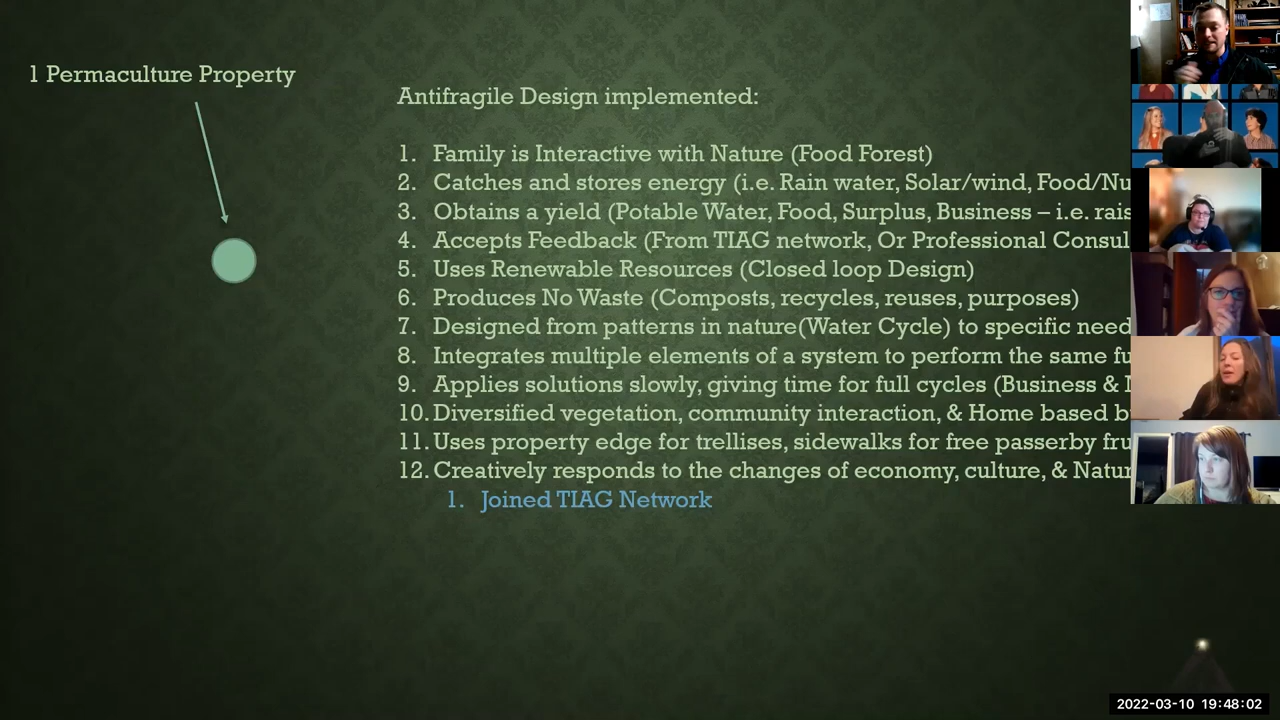 1 Permaculture Property
Antifragile Design implemented:
1. Family is Interactive with Nature (Food Forest)
2. Catches and stores energy (i.e. Rain water, Solar/wind, Food/Nu
3. Obtains a yield (Potable Water, Food, Surplus, Business – i.e. rais
4. Accepts Feedback (From TIAG network, Or Professional Consul
5. Uses Renewable Resources (Closed loop Design)
6. Produces No Waste (Composts, recycles, reuses, purposes)
7. Designed from patterns in nature(Water Cycle) to specific need
8. Integrates multiple elements of a system to perform the same fu
9. Applies solutions slowly, giving time for full cycles (Business &
10. Diversified vegetation, community interaction, & Home based b
11. Uses property edge for trellises, sidewalks for free passerby fru
12. Creatively responds to the changes of economy, culture, & Natur
1. Joined TIAG Network
2022-03-10 19:48:02